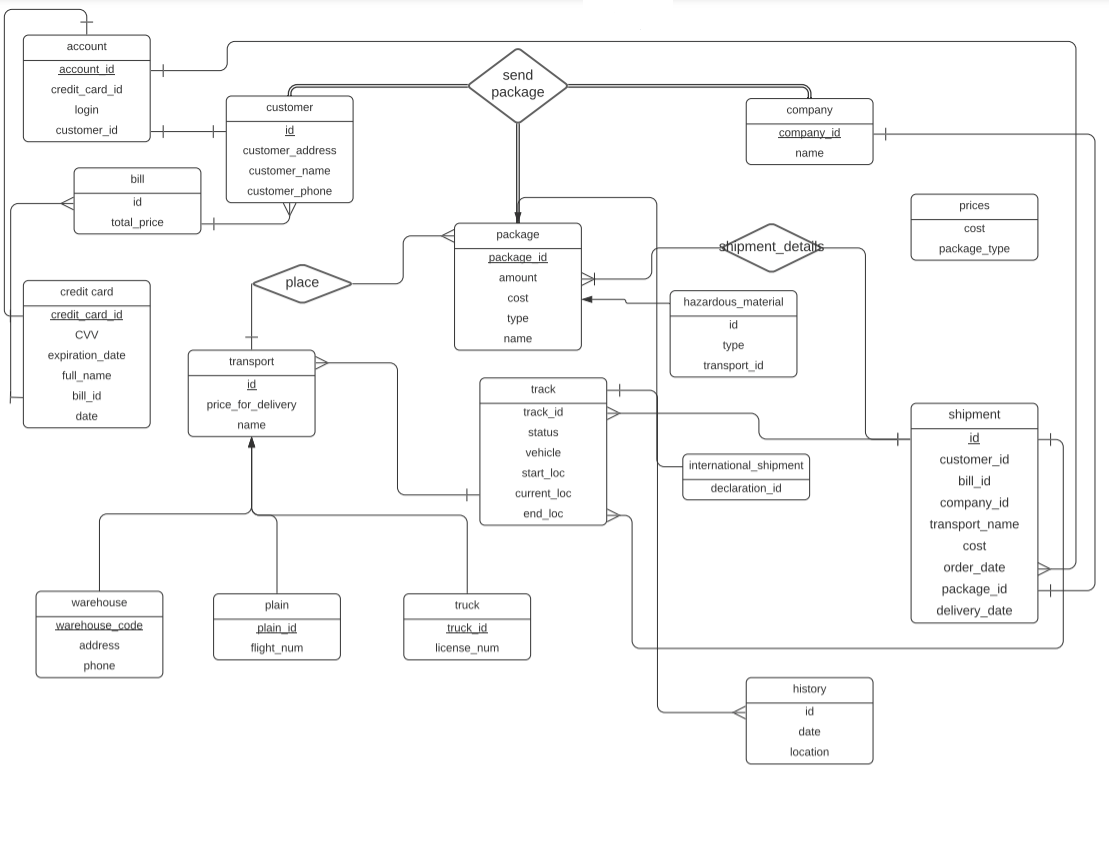 account
account_id
credit_card_id
login
customer_id
send
package
customer
id
customer_address
customer_name
customer_phone
company
company_id
name
bill
id
total_price
prices
cost
package_type
package
package_id
amount
cost
type
name
shipment_details
place
credit card
credit_card_id
CVV
expiration_date
full_name
bill_id
date
hazardous_material
id
type
transport_id
transport
id
price_for_delivery
name
track
track_id
status
vehicle
start_loc
current_loc
end_loc
international_shipment
declaration_id
shipment
id
customer_id
bill_id
company_id
transport_name
cost
order_date
package_id
delivery_date
warehouse
warehouse_code
address
phone
plain
plain_id
flight_num
truck
truck_id
license_num
history
id
date
location